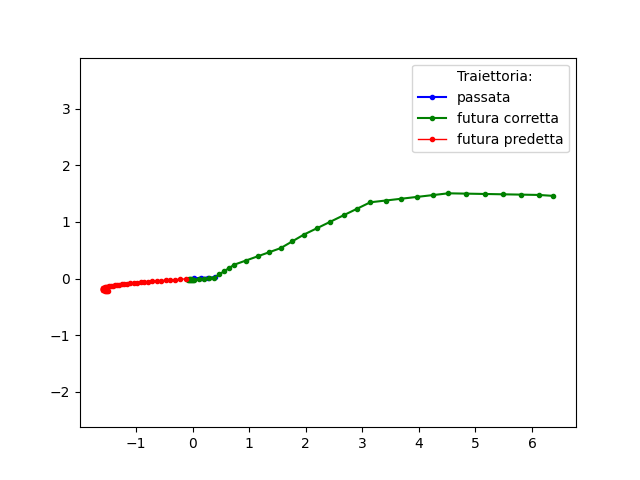 Traiettoria:
passata
futura corretta
futura predetta
3
2
1
0
−1
−2
−1 0 1 2 3 4 5 6